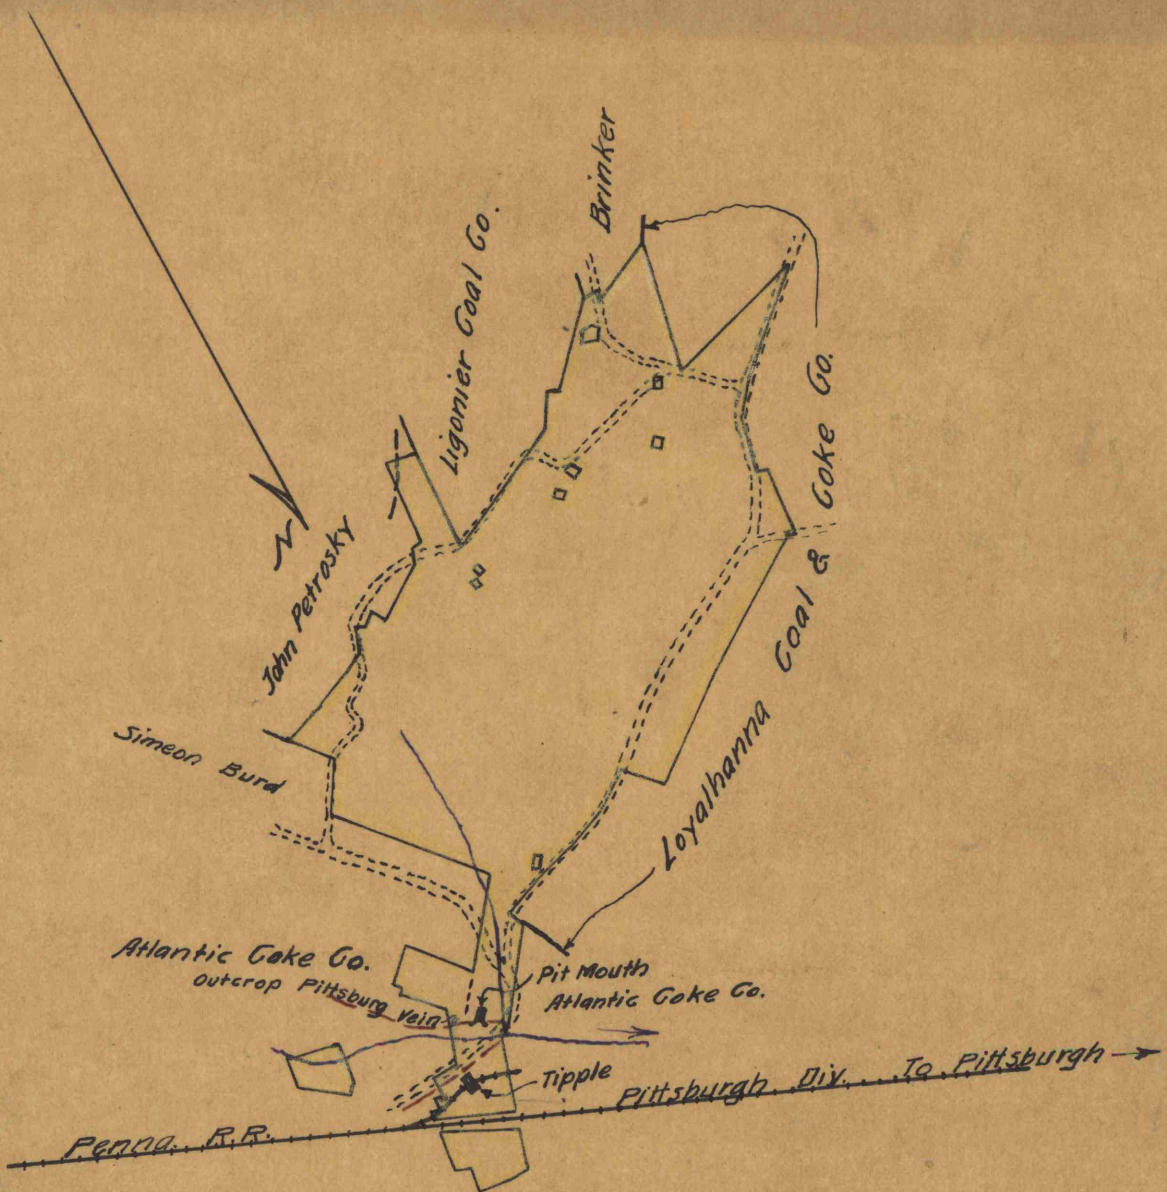 Brinker
Ligonier Coal Co.
Loyalhanna Coal & Coke Co.
N
John Petrosky
Simeon Burd
Atlantic Coke Co.
Outcrop Pittsburg Vein
Pit Mouth
Atlantic Coke Co.
Tipple
Penna. R.R. Pittsburgh Div. To Pittsburgh